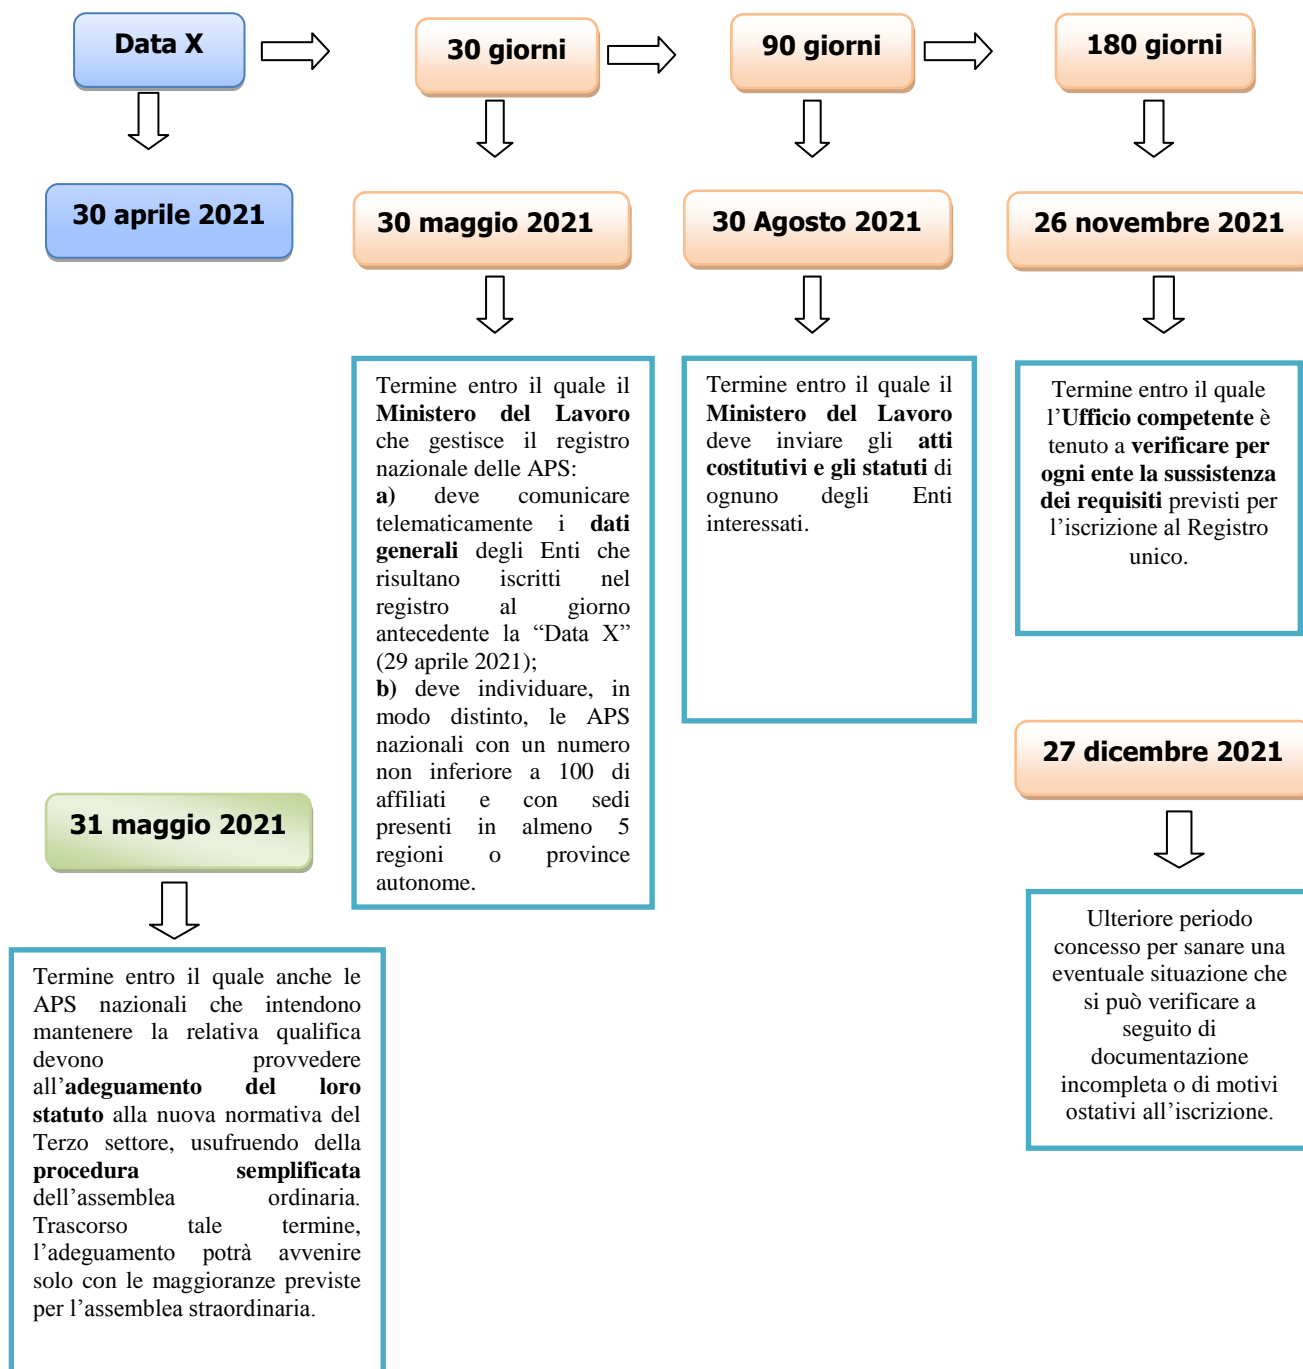 Data X
30 giorni
90 giorni
180 giorni
30 aprile 2021
30 maggio 2021
30 Agosto 2021
26 novembre 2021
Termine entro il quale il
Ministero del Lavoro
che gestisce il registro
nazionale delle APS:
a) deve comunicare
telematicamente i dati
generali degli Enti che
risultano iscritti nel
registro al giorno
antecedente la “Data X”
(29 aprile 2021);
b) deve individuare, in
modo distinto, le APS
nazionali con un numero
non inferiore a 100 di
affiliati e con sedi
presenti in almeno 5
regioni o province
autonome.
Termine entro il quale il
Ministero del Lavoro
deve inviare gli atti
costitutivi e gli statuti di
ognuno degli Enti
interessati.
Termine entro il quale
l’Ufficio competente è
tenuto a verificare per
ogni ente la sussistenza
dei requisiti previsti per
l’iscrizione al Registro
unico.
27 dicembre 2021
Ulteriore periodo
concesso per sanare una
eventuale situazione che
si può verificare a
seguito di
documentazione
incompleta o di motivi
ostativi all’iscrizione.
31 maggio 2021
Termine entro il quale anche le
APS nazionali che intendono
mantenere la relativa qualifica
devono provvedere
all’adeguamento del loro
statuto alla nuova normativa del
Terzo settore, usufruendo della
procedura semplificata
dell’assemblea ordinaria.
Trascorso tale termine,
l’adeguamento potrà avvenire
solo con le maggioranze previste
per l’assemblea straordinaria.